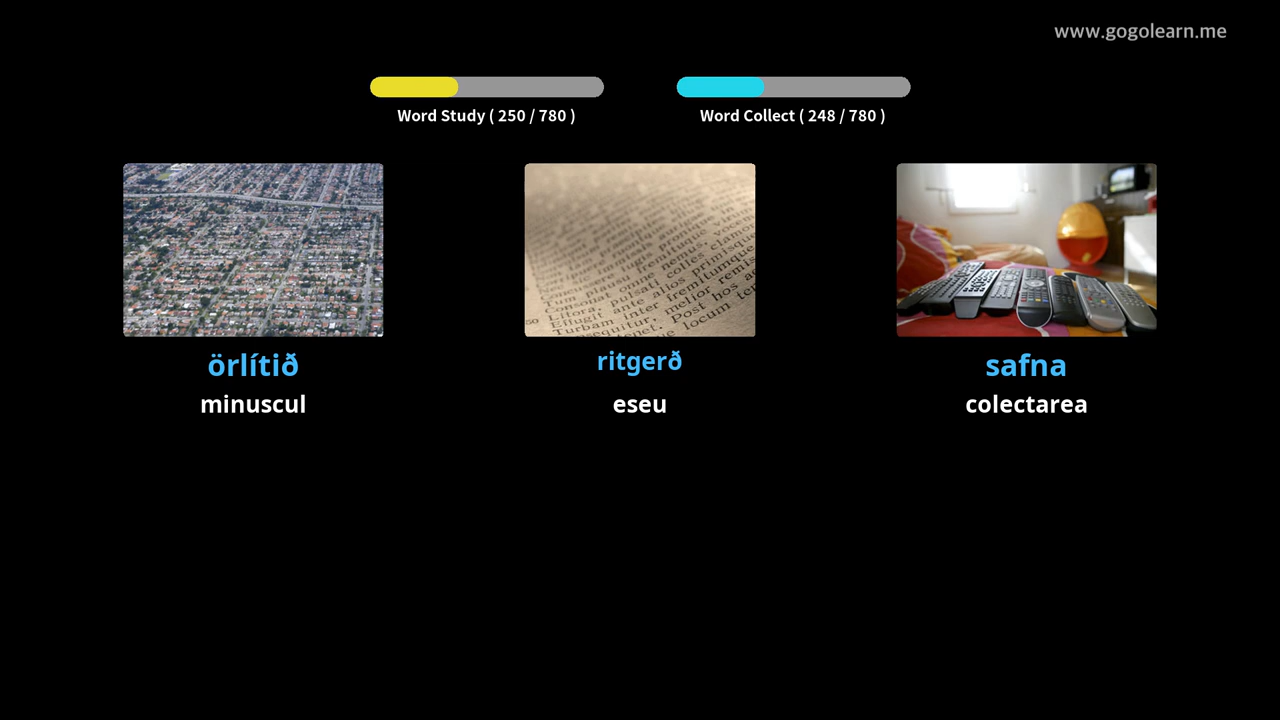 www.gogolearn.me
Word Study ( 250 / 780 )
Word Collect ( 248 / 780 )
örlítið
ritgerð
safna
minuscul
eseu
colectarea